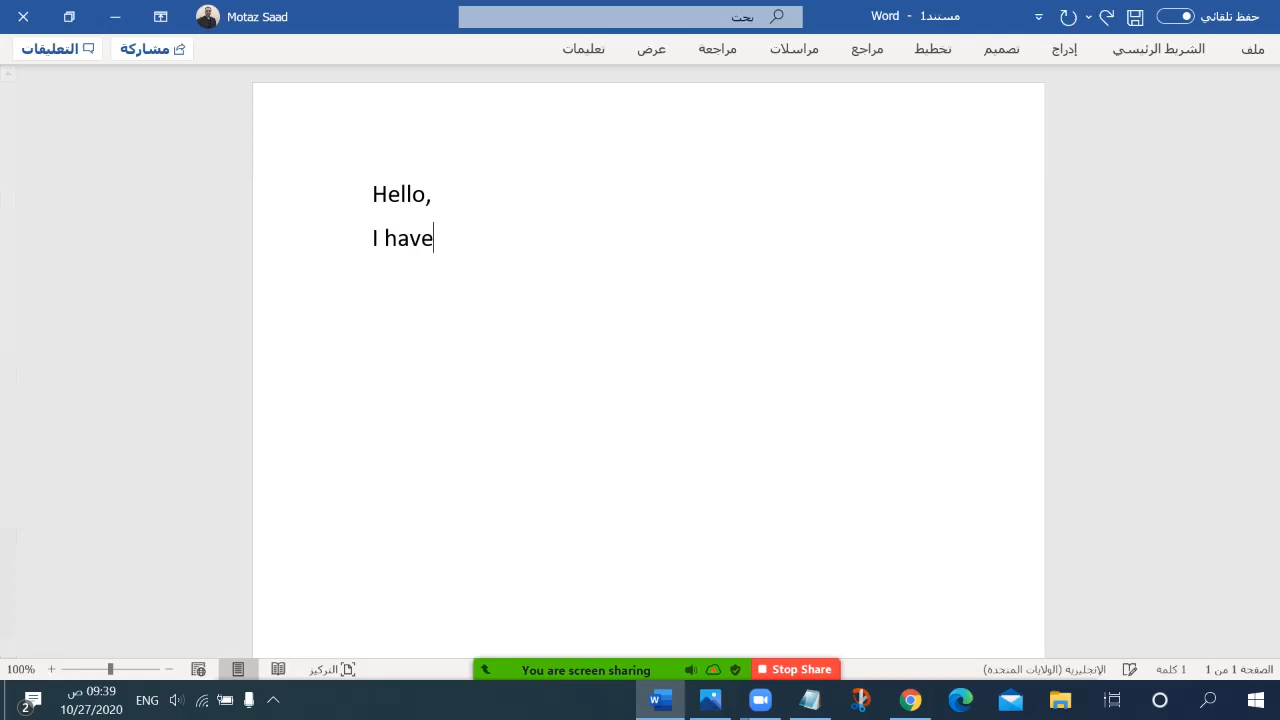 حفظ تلقائي
مستند1 - Word
بحث
Motaz Saad
ملف
الشريط الرئيسي
إدراج
تصميم
تخطيط
مراجع
مراسلات
مراجعة
عرض
تعليمات
مشاركة
التعليقات
Hello,
I have
الصفحة 1 من 1
1 كلمة
الإنجليزية (الولايات المتحدة)
You are screen sharing
Stop Share
التركيز
100%
ENG
09:39 ص
10/27/2020
2